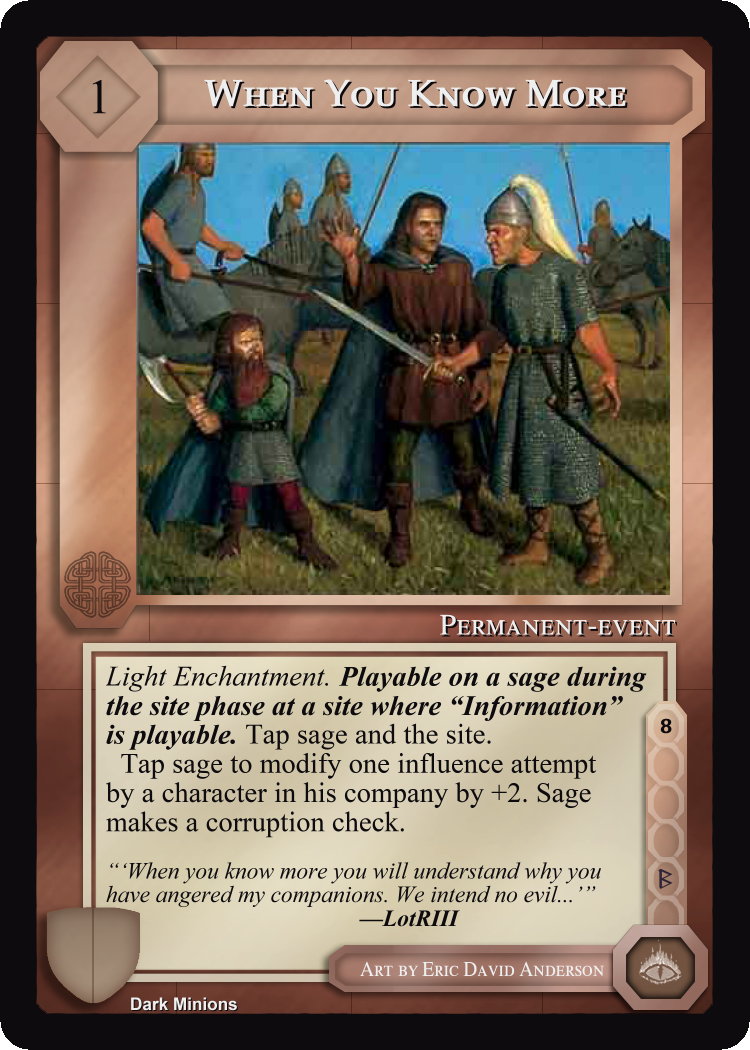 1
When You Know More
Permanent-event
Light Enchantment. Playable on a sage during
the site phase at a site where “Information”
is playable. Tap sage and the site.
Tap sage to modify one influence attempt
by a character in his company by +2. Sage
makes a corruption check.
8
“‘When you know more you will understand why you
have angered my companions. We intend no evil...’”
—LotRIII
ᛒ
Art by Eric David Anderson
Dark Minions